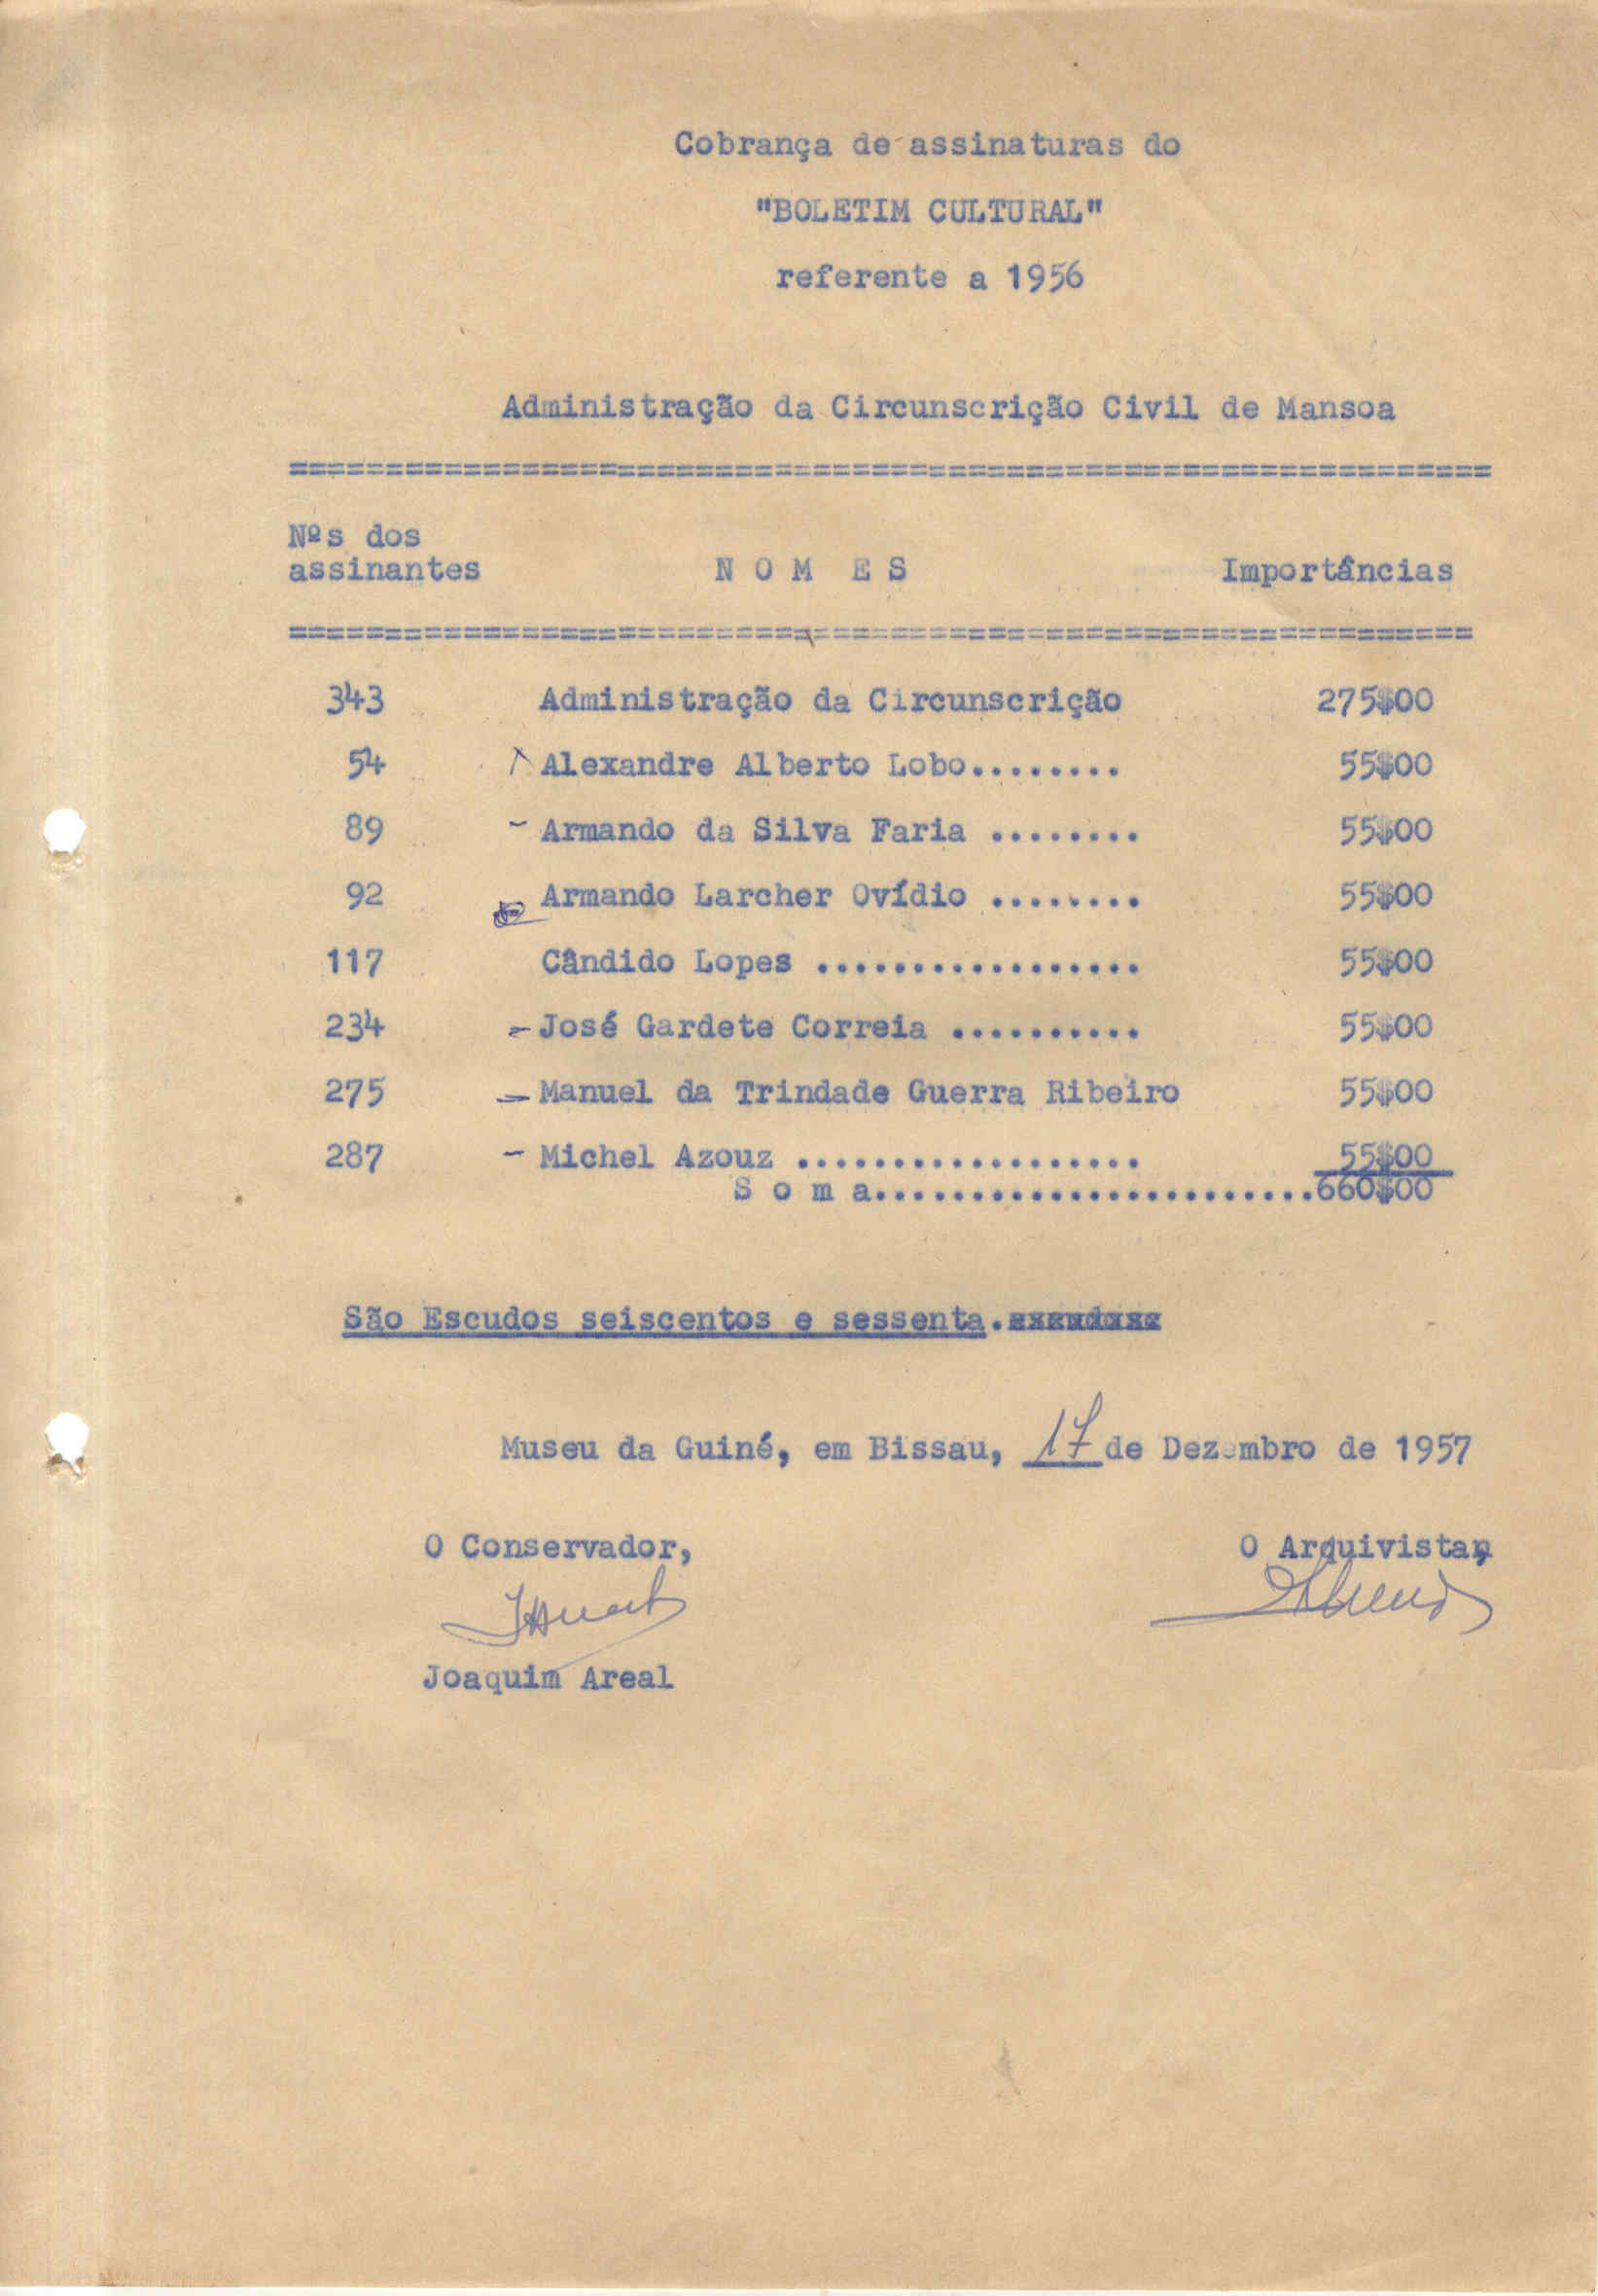 Cobrança de assinaturas do
"BOLETIM CULTURAL"
referente a 1956
Administração da Circunscrição Civil de Mansoa
==============================================================
Nºs dos
assinantes N O M E S Importâncias
=============================================================
343 Administração da Circunscrição 275$00
54 Alexandre Alberto Lobo........ 55$00
89 - Armando da Silva Faria ........ 55$00
92 Armando Larcher Ovídio ........ 55$00
117 Cândido Lopes ................. 55$00
234 - José Gardete Correia .......... 55$00
275 - Manuel da Trindade Guerra Ribeiro 55$00
287 - Michel Azouz .................. 55$00
S o m a.......................660$00
São Escudos seiscentos e sessenta.
Museu da Guiné, em Bissau, 17 de Dezembro de 1957
O Conservador, O Arquivista,
Joaquim Areal